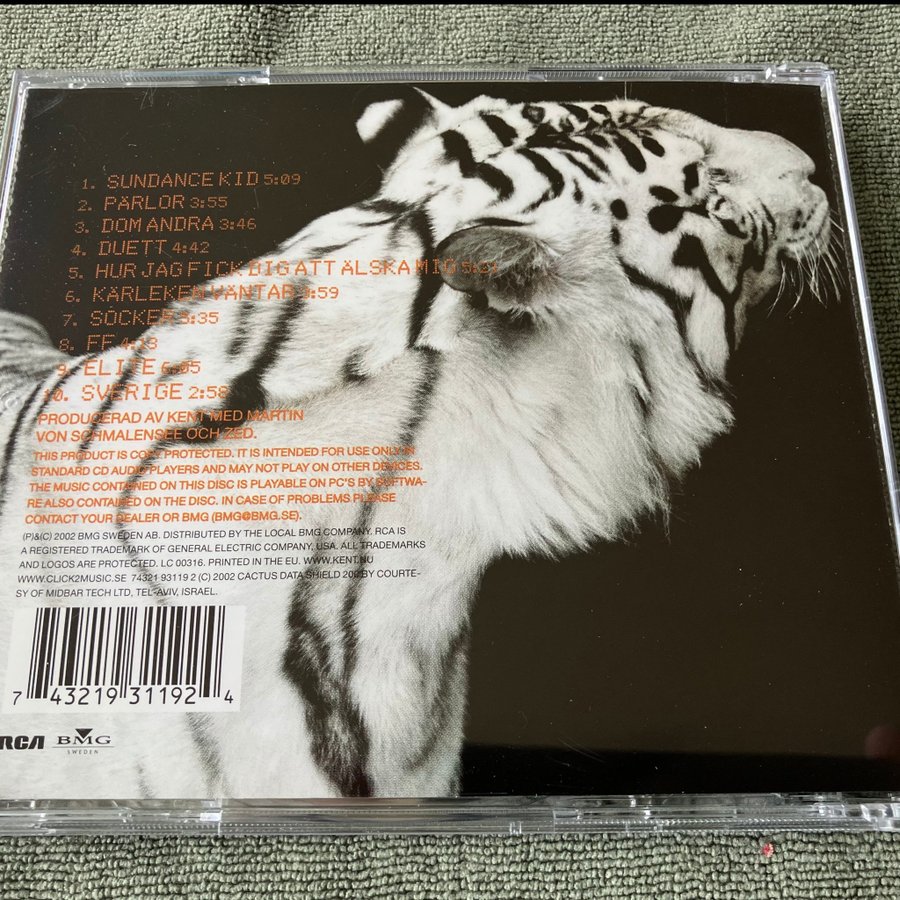 1. SUNDANCE KID 5:09
2. PÄRLOR 3:55
3. DOM ANDRA 3:46
4. DUETT 4:42
5. HUR JAG FICK DIG ATT ÄLSKA MIG
6. KÄRLEKEN VÄNTAR 3:59
7. SOCKER 3:35
8. FF
9. ELITE 6:05
10. SVERIGE 2:58
PRODUCERAD AV KENT MED MARTIN
VON SCHMALENSEE OCH ZED.
THIS PRODUCT IS COPY PROTECTED. IT IS INTENDED FOR USE ONLY IN
STANDARD CD AUDIO PLAYERS AND MAY NOT PLAY ON OTHER DEVICES.
THE MUSIC CONTAINED ON THIS DISC IS PLAYABLE ON PC'S BY SOFTWA-
RE ALSO CONTAINED ON THE DISC. IN CASE OF PROBLEMS PLEASE
CONTACT YOUR DEALER OR BMG (BMG@BMG.SE).
(P)&(C) 2002 BMG SWEDEN AB. DISTRIBUTED BY THE LOCAL BMG COMPANY. RCA IS
A REGISTERED TRADEMARK OF GENERAL ELECTRIC COMPANY, USA. ALL TRADEMARKS
AND LOGOS ARE PROTECTED. LC 00316. PRINTED IN THE EU. WWW.KENT.NU
WWW.CLICK2MUSIC.SE 74321 93119 2 (C) 2002 CACTUS DATA SHIELD 200 BY COURTE-
SY OF MIDBAR TECH LTD, TEL-AVIV, ISRAEL.
7 43219 31192 4
RCA BMG
SWEDEN